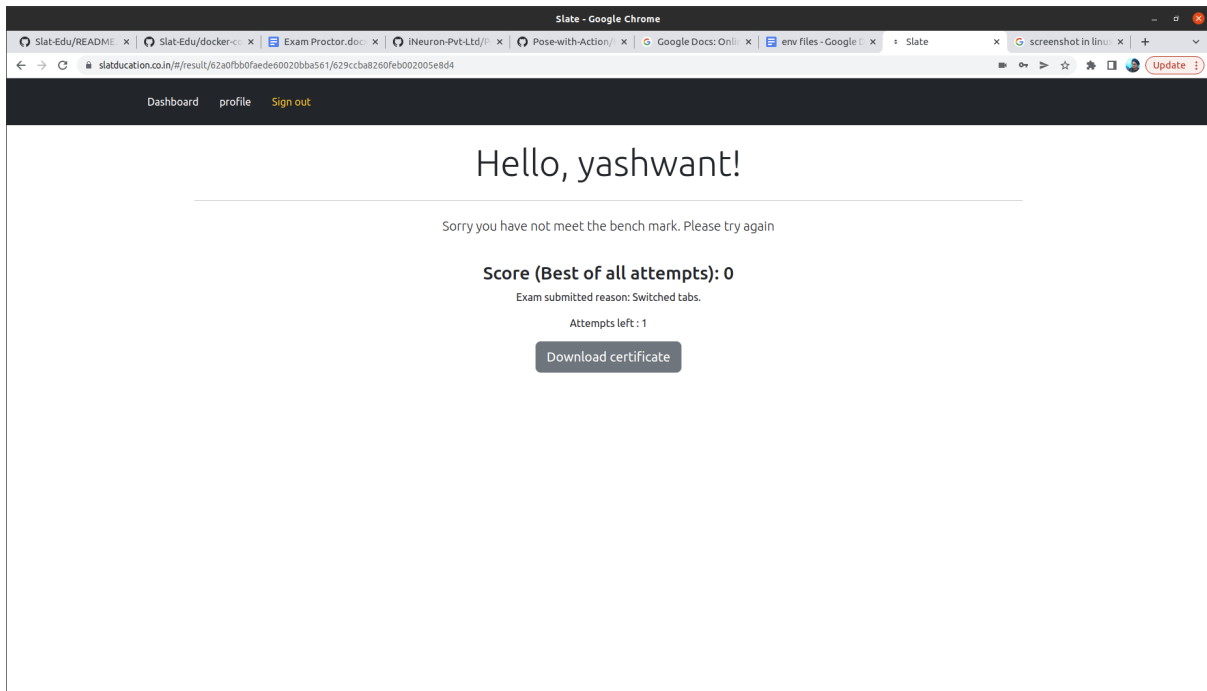 Slate - Google Chrome
Slat-Edu/README. Slat-Edu/docker-co Exam Proctor.doc iNeuron-Pvt-Ltd/P Pose-with-Action/ Google Docs: Onlin env files - Google D Slate screenshot in linu
slatducation.co.in/#/result/62a0fbb0faede60020bba561/629ccba8260feb002005e8d4 Update
Dashboard profile Sign out
Hello, yashwant!
Sorry you have not meet the bench mark. Please try again
Score (Best of all attempts): 0
Exam submitted reason: Switched tabs.
Attempts left : 1
Download certificate